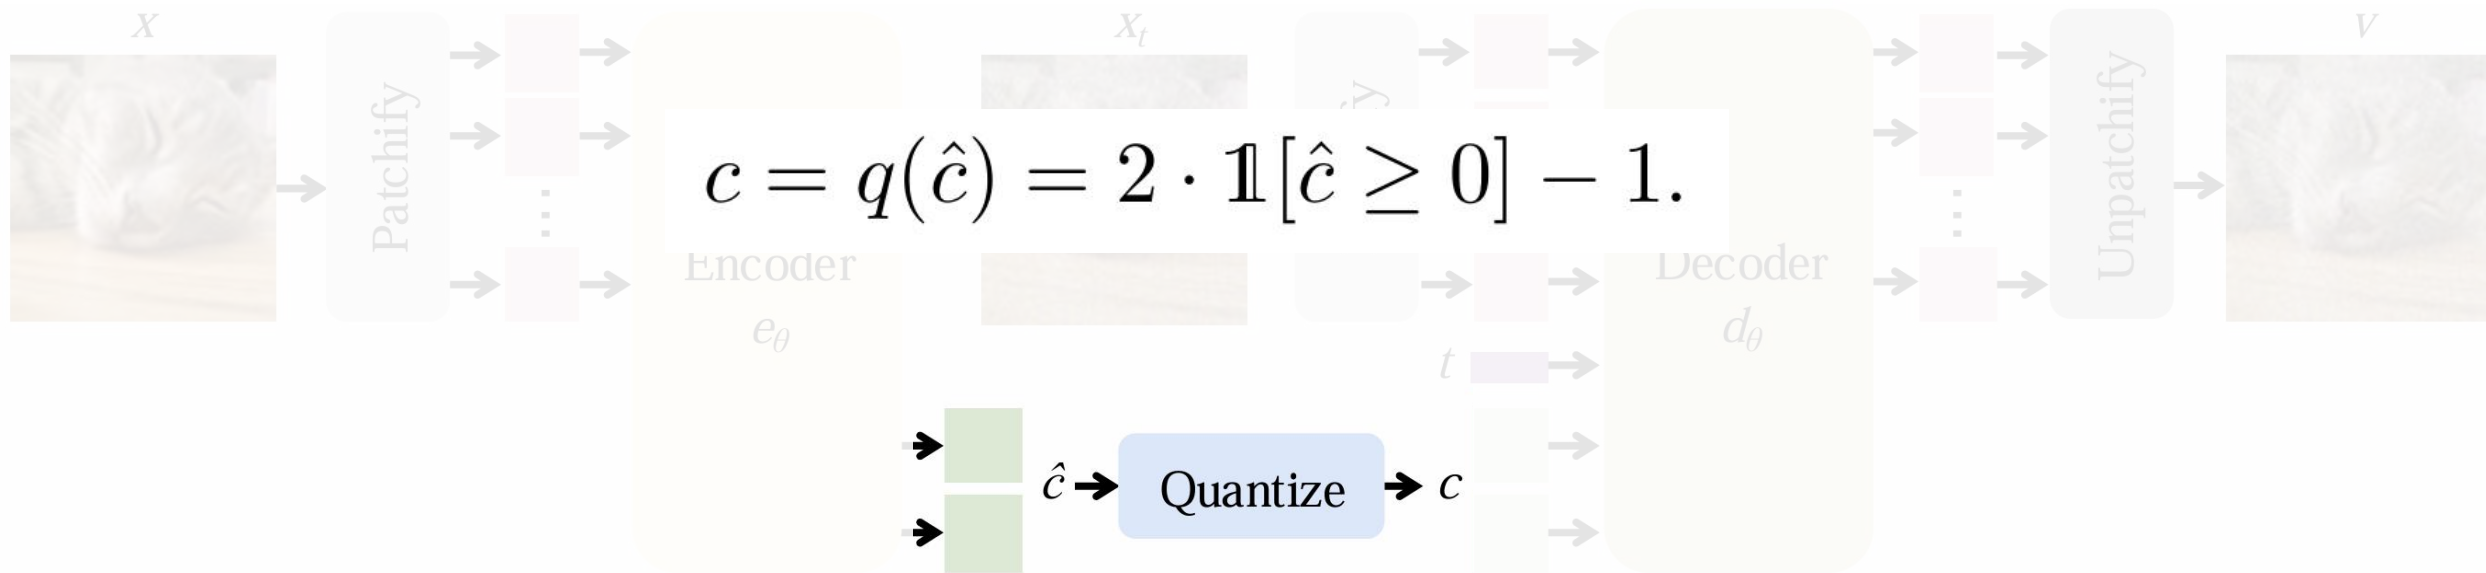 x
x_t
v
Patchify
y
Unpatchify
c = q(ĉ) = 2 · 𝟙[ĉ ≥ 0] − 1.
⋮
⋮
Encoder
e_θ
Decoder
d_θ
t
ĉ
Quantize
c